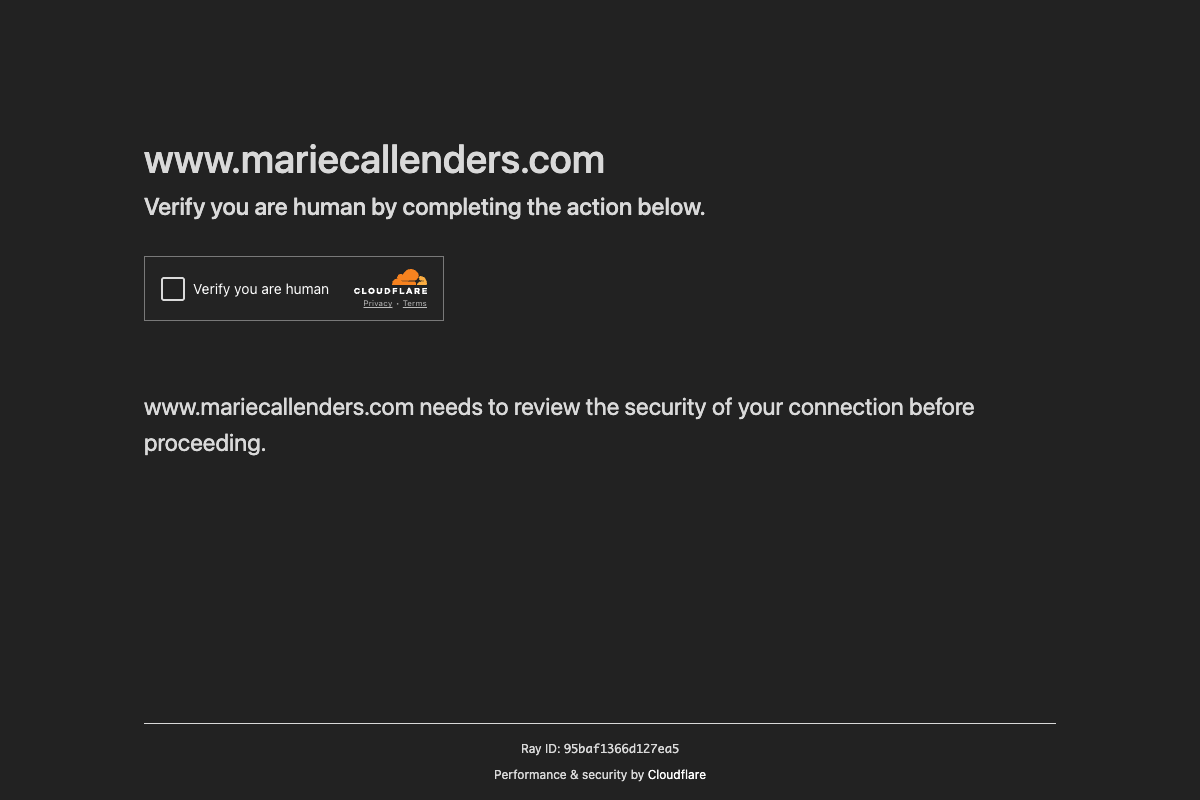 www.mariecallenders.com
Verify you are human by completing the action below.
Verify you are human
CLOUDFLARE
Privacy • Terms
www.mariecallenders.com needs to review the security of your connection before
proceeding.
Ray ID: 95baf1366d127ea5
Performance & security by Cloudflare